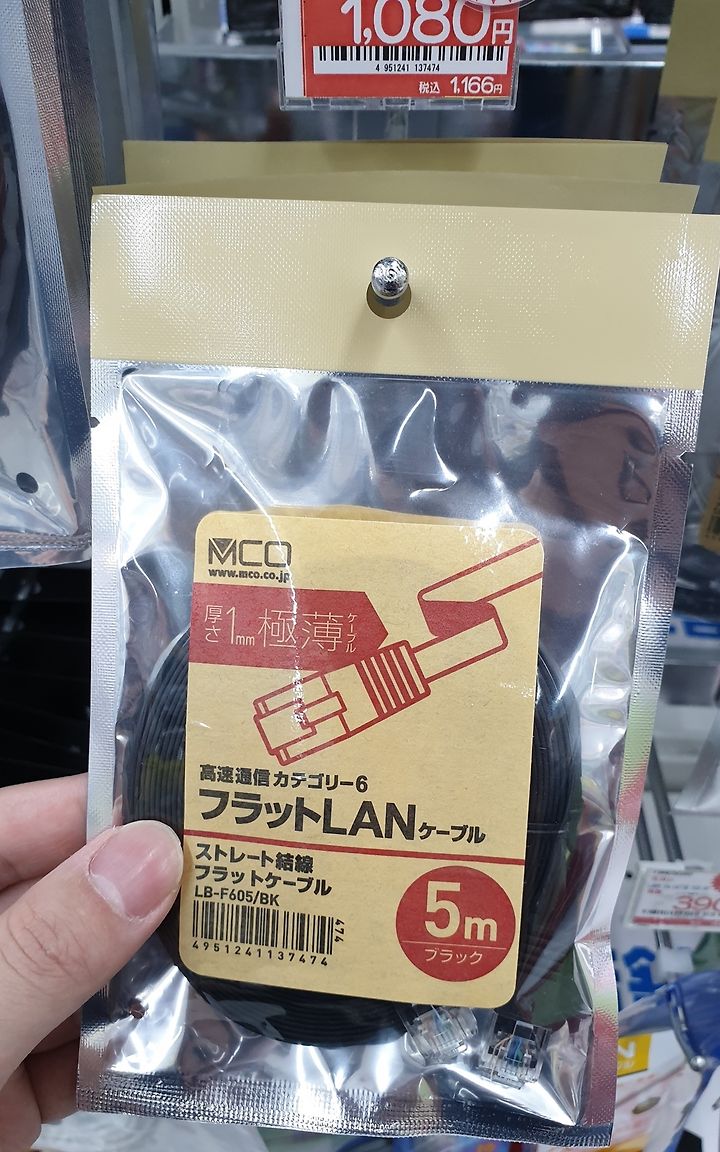 1,080円
4 951241 137474
税込 1,166円
MCO
www.mco.co.jp
厚さ1mm極薄ケーブル
高速通信カテゴリー6
フラットLANケーブル
ストレート結線
フラットケーブル
LB-F605/BK
474
4951241137474
5m
ブラック
390